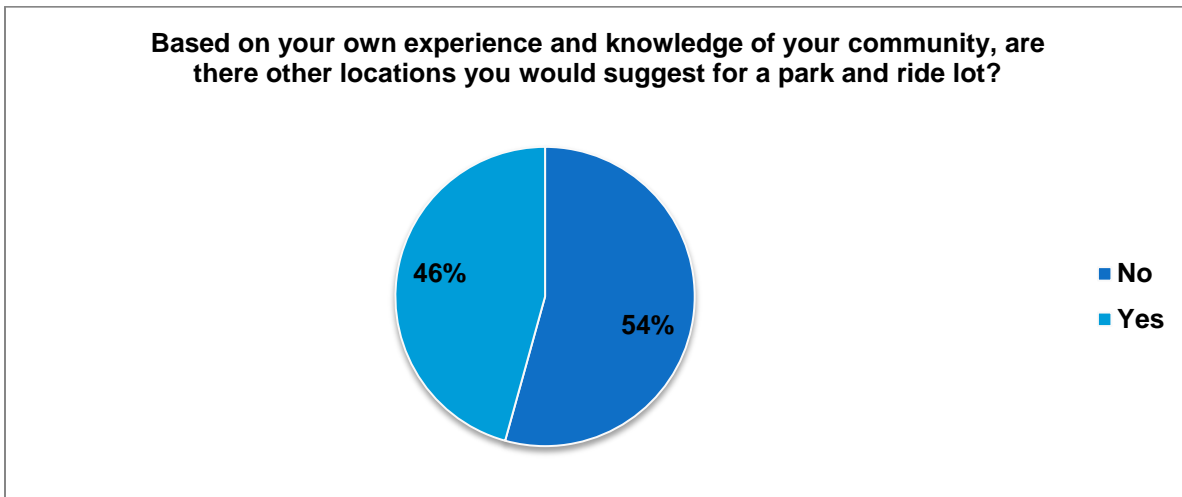 Based on your own experience and knowledge of your community, are
there other locations you would suggest for a park and ride lot?
46%
54%
No
Yes